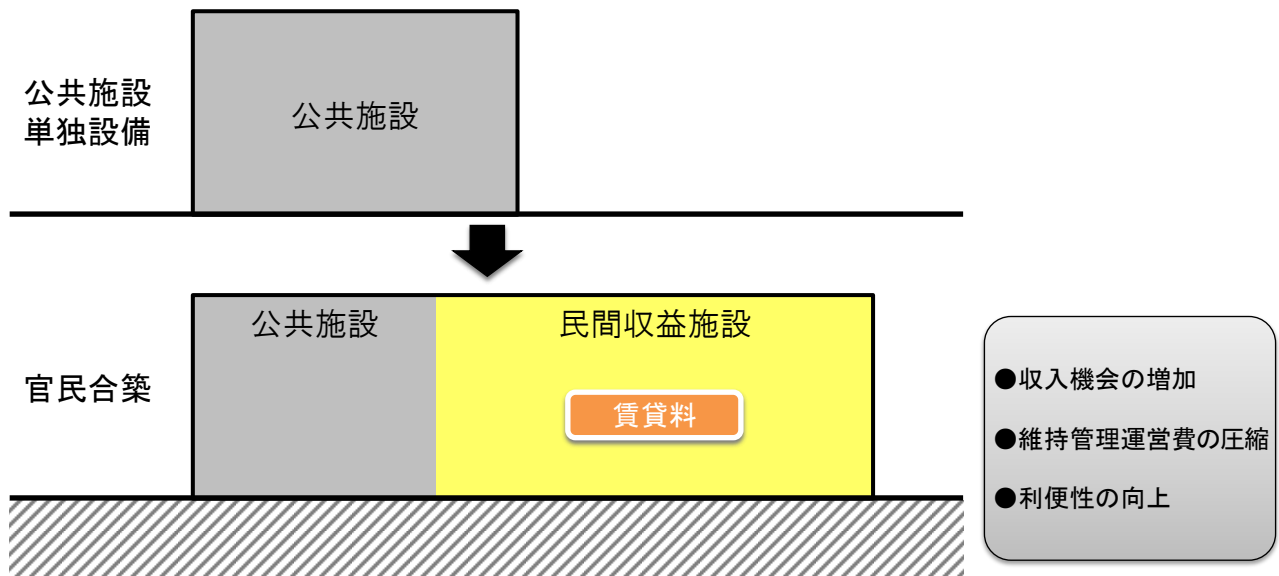 公共施設
単独設備
公共施設
官民合築
公共施設
民間収益施設
賃貸料
●収入機会の増加
●維持管理運営費の圧縮
●利便性の向上